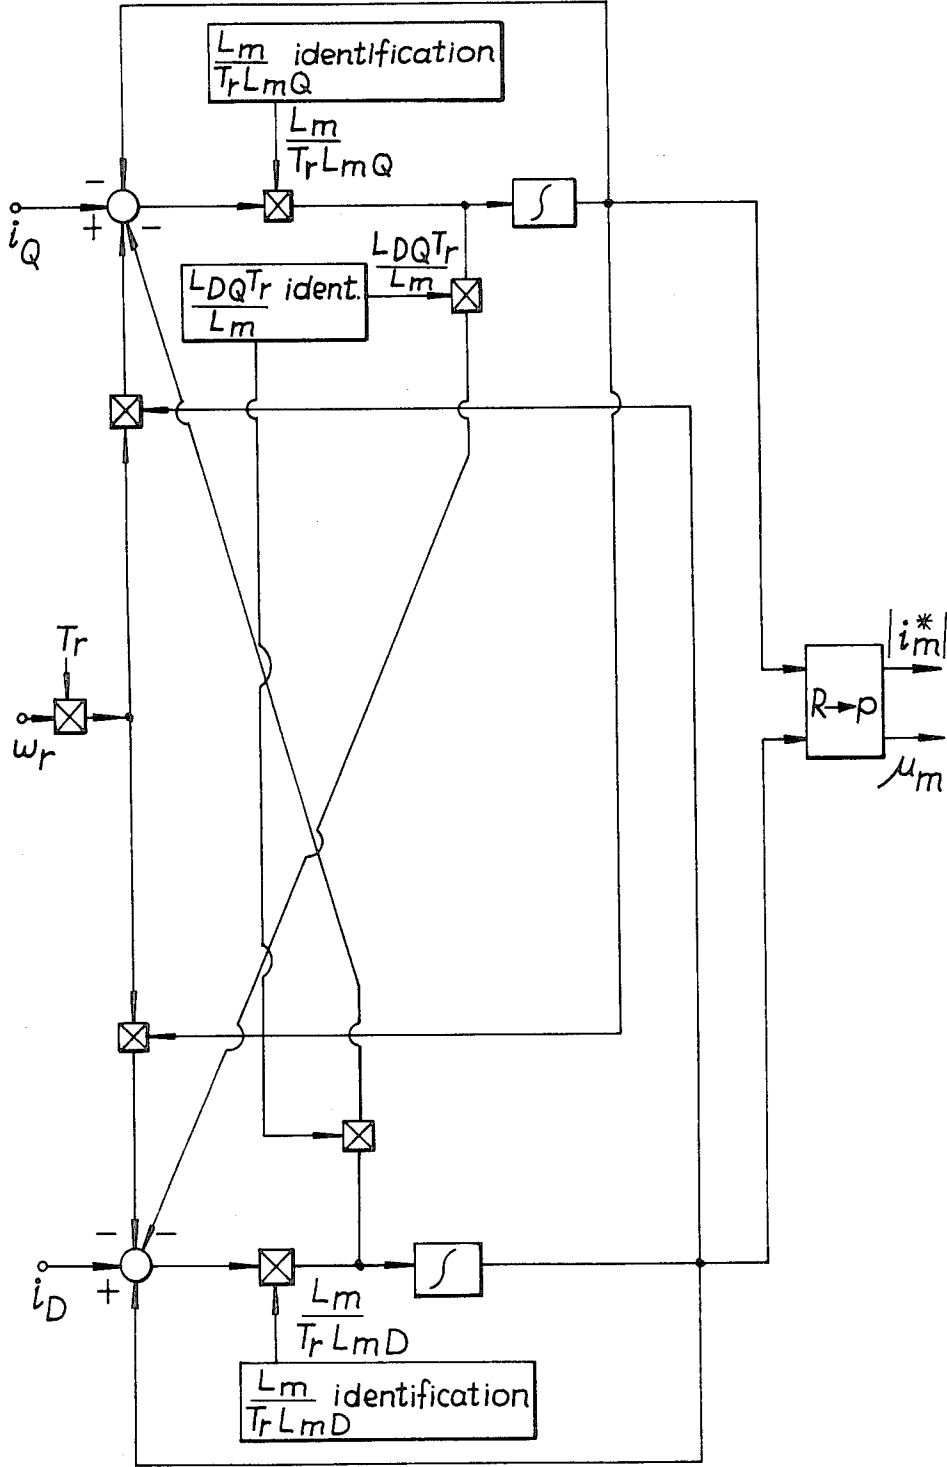 Lm identification
TrLmQ
Lm
TrLmQ
−
iQ
+
−
LDQTr ident.
Lm
LDQTr
Lm
∫
Tr
ωr
R→P
|i*m|
μm
−
−
iD
+
∫
Lm
TrLmD
Lm identification
TrLmD